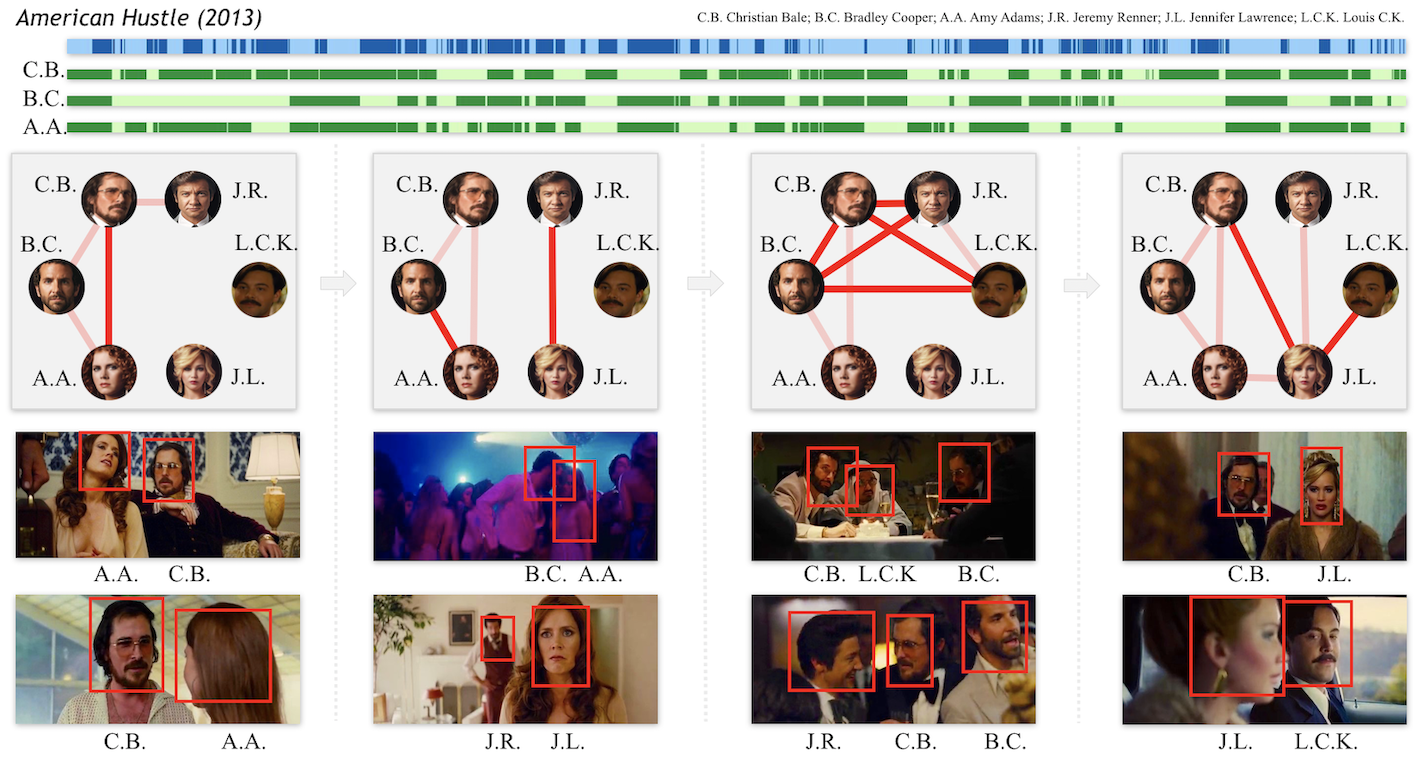 American Hustle (2013)
C.B. Christian Bale; B.C. Bradley Cooper; A.A. Amy Adams; J.R. Jeremy Renner; J.L. Jennifer Lawrence; L.C.K. Louis C.K.
C.B.
B.C.
A.A.
C.B. J.R.
B.C. L.C.K.
A.A. J.L.
C.B. J.R.
B.C. L.C.K.
A.A. J.L.
C.B. J.R.
B.C. L.C.K.
A.A. J.L.
C.B. J.R.
B.C. L.C.K.
A.A. J.L.
A.A. C.B.
B.C. A.A.
C.B. L.C.K B.C.
C.B. J.L.
C.B. A.A.
J.R. J.L.
J.R. C.B. B.C.
J.L. L.C.K.